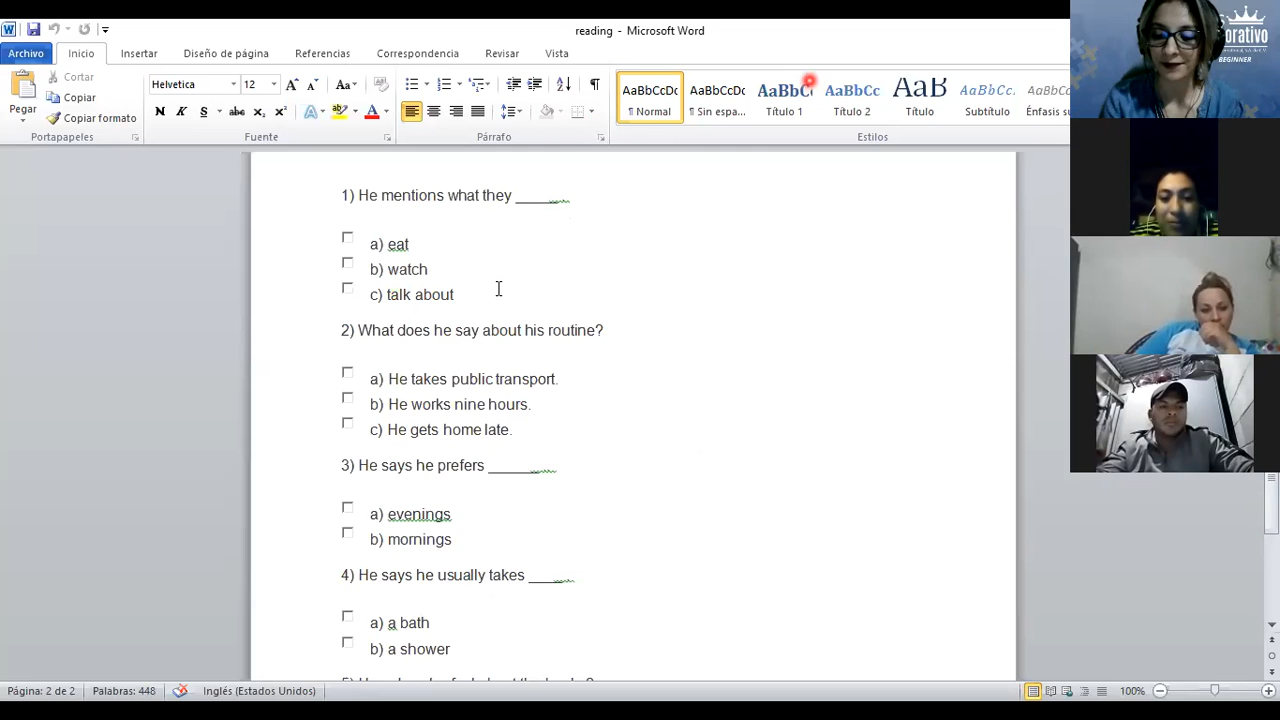 reading - Microsoft Word
Archivo Inicio Insertar Diseño de página Referencias Correspondencia Revisar Vista
Pegar
Cortar
Copiar
Copiar formato
Portapapeles
Helvetica 12
Fuente
Párrafo
AaBbCcDc AaBbCcDc AaBbC AaBbCc AaB AaBbCc. AaBbCcD
¶ Normal ¶ Sin espa... Título 1 Título 2 Título Subtítulo Énfasis su
Estilos
orativo
BEGINNER
1) He mentions what they ______
a) eat
b) watch
c) talk about
2) What does he say about his routine?
a) He takes public transport.
b) He works nine hours.
c) He gets home late.
3) He says he prefers ______
a) evenings
b) mornings
4) He says he usually takes ____
a) a bath
b) a shower
Página: 2 de 2 Palabras: 448 Inglés (Estados Unidos) 100%